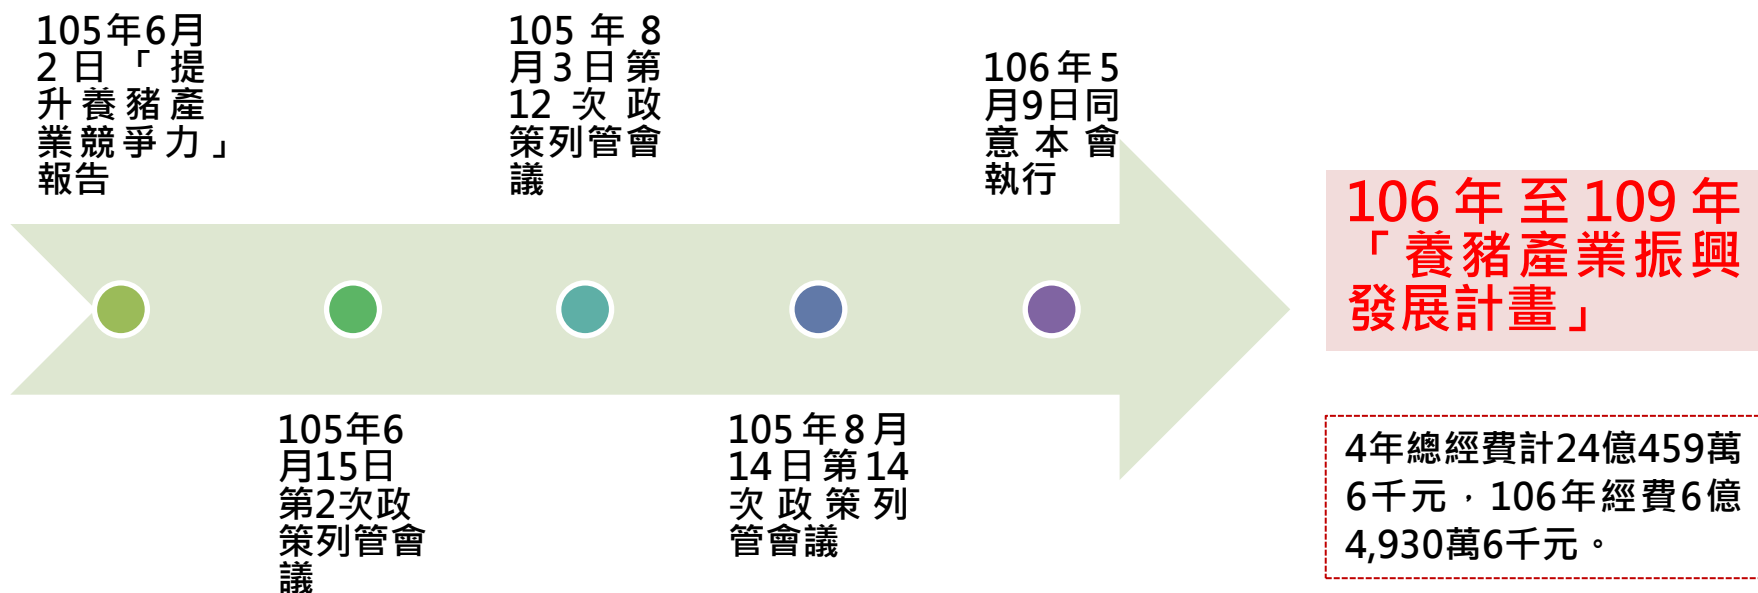 105年6月
2日「提
升養豬產
業競爭力」
報告
105年6
月15日
第2次政
策列管會
議
105年8
月3日第
12次政
策列管會
議
105年8月
14日第14
次政策列
管會議
106年5
月9日同
意本會
執行
106年至109年
「養豬產業振興
發展計畫」
4年總經費計24億459萬
6千元，106年經費6億
4,930萬6千元。